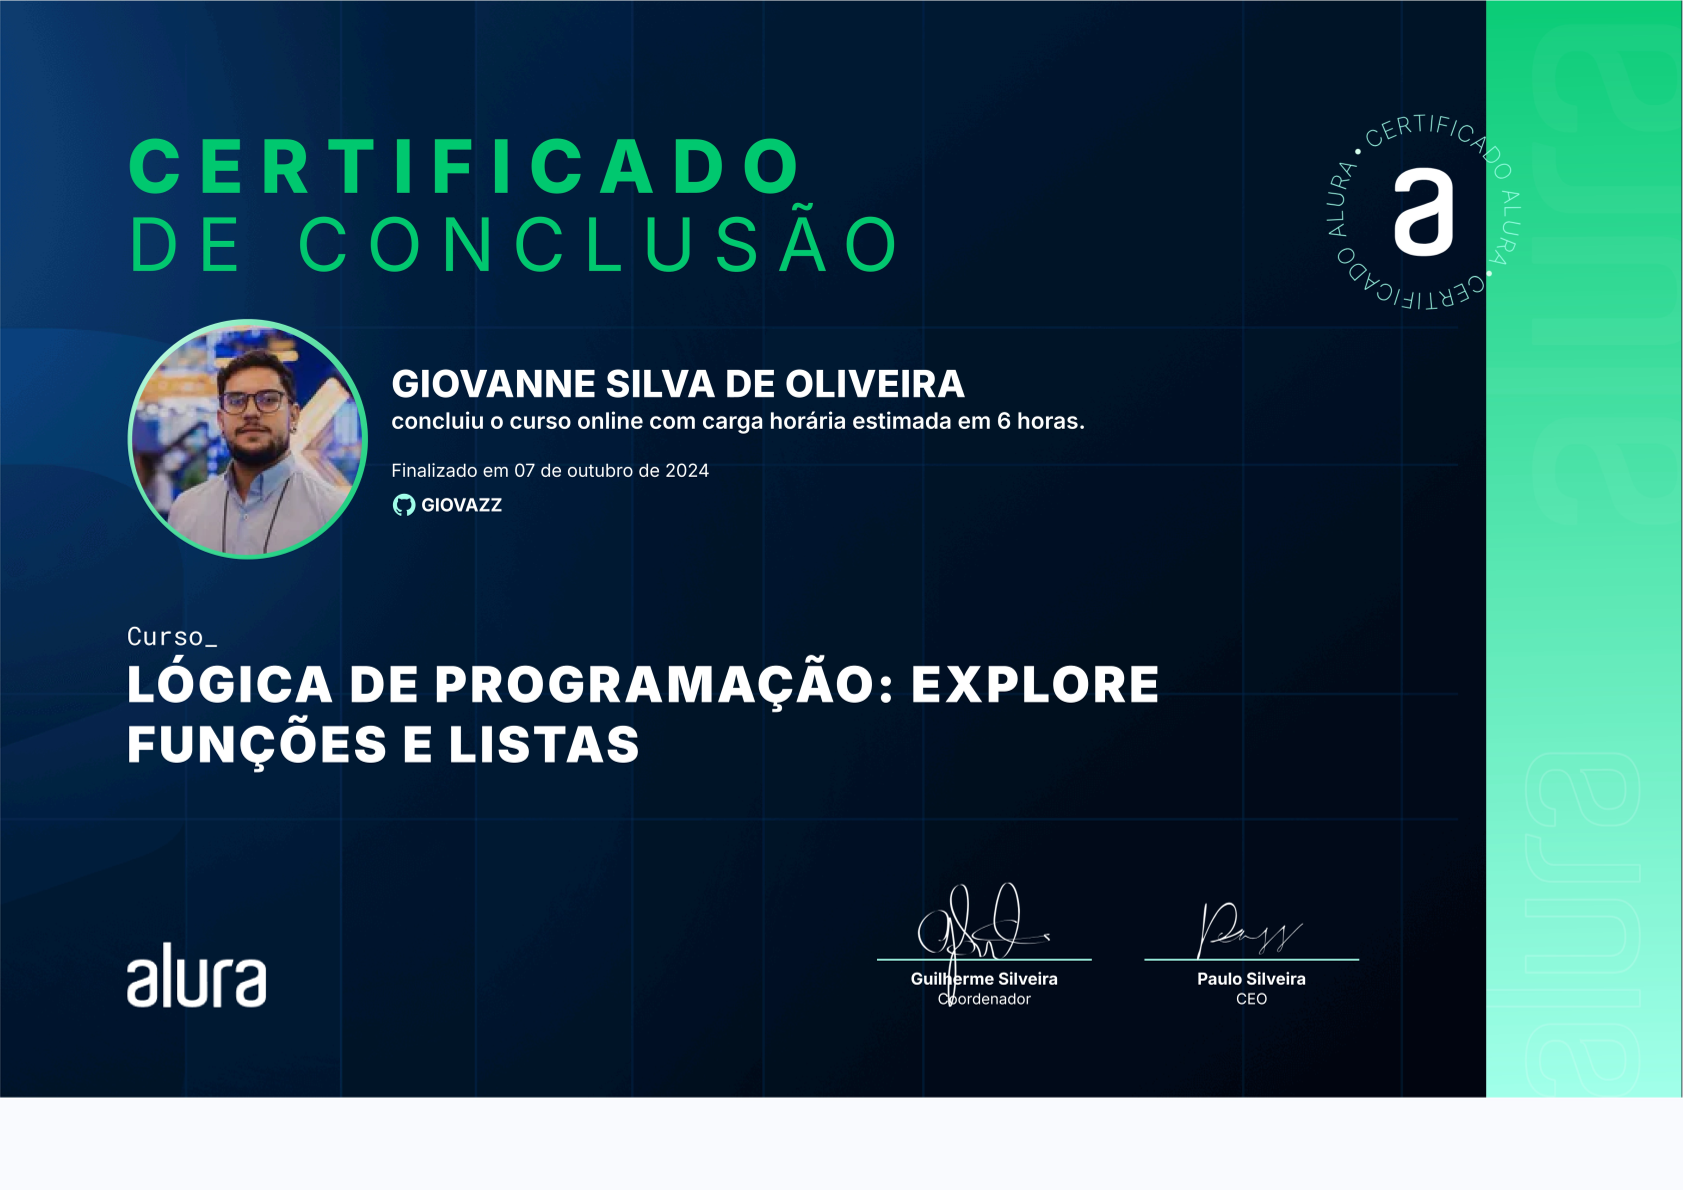 CERTIFICADO
DE CONCLUSÃO
• CERTIFICADO ALURA • CERTIFICADO ALURA
a
GIOVANNE SILVA DE OLIVEIRA
concluiu o curso online com carga horária estimada em 6 horas.
Finalizado em 07 de outubro de 2024
GIOVAZZ
Curso_
LÓGICA DE PROGRAMAÇÃO: EXPLORE
FUNÇÕES E LISTAS
alura
Guilherme Silveira
Coordenador
Paulo Silveira
CEO
alura
alura